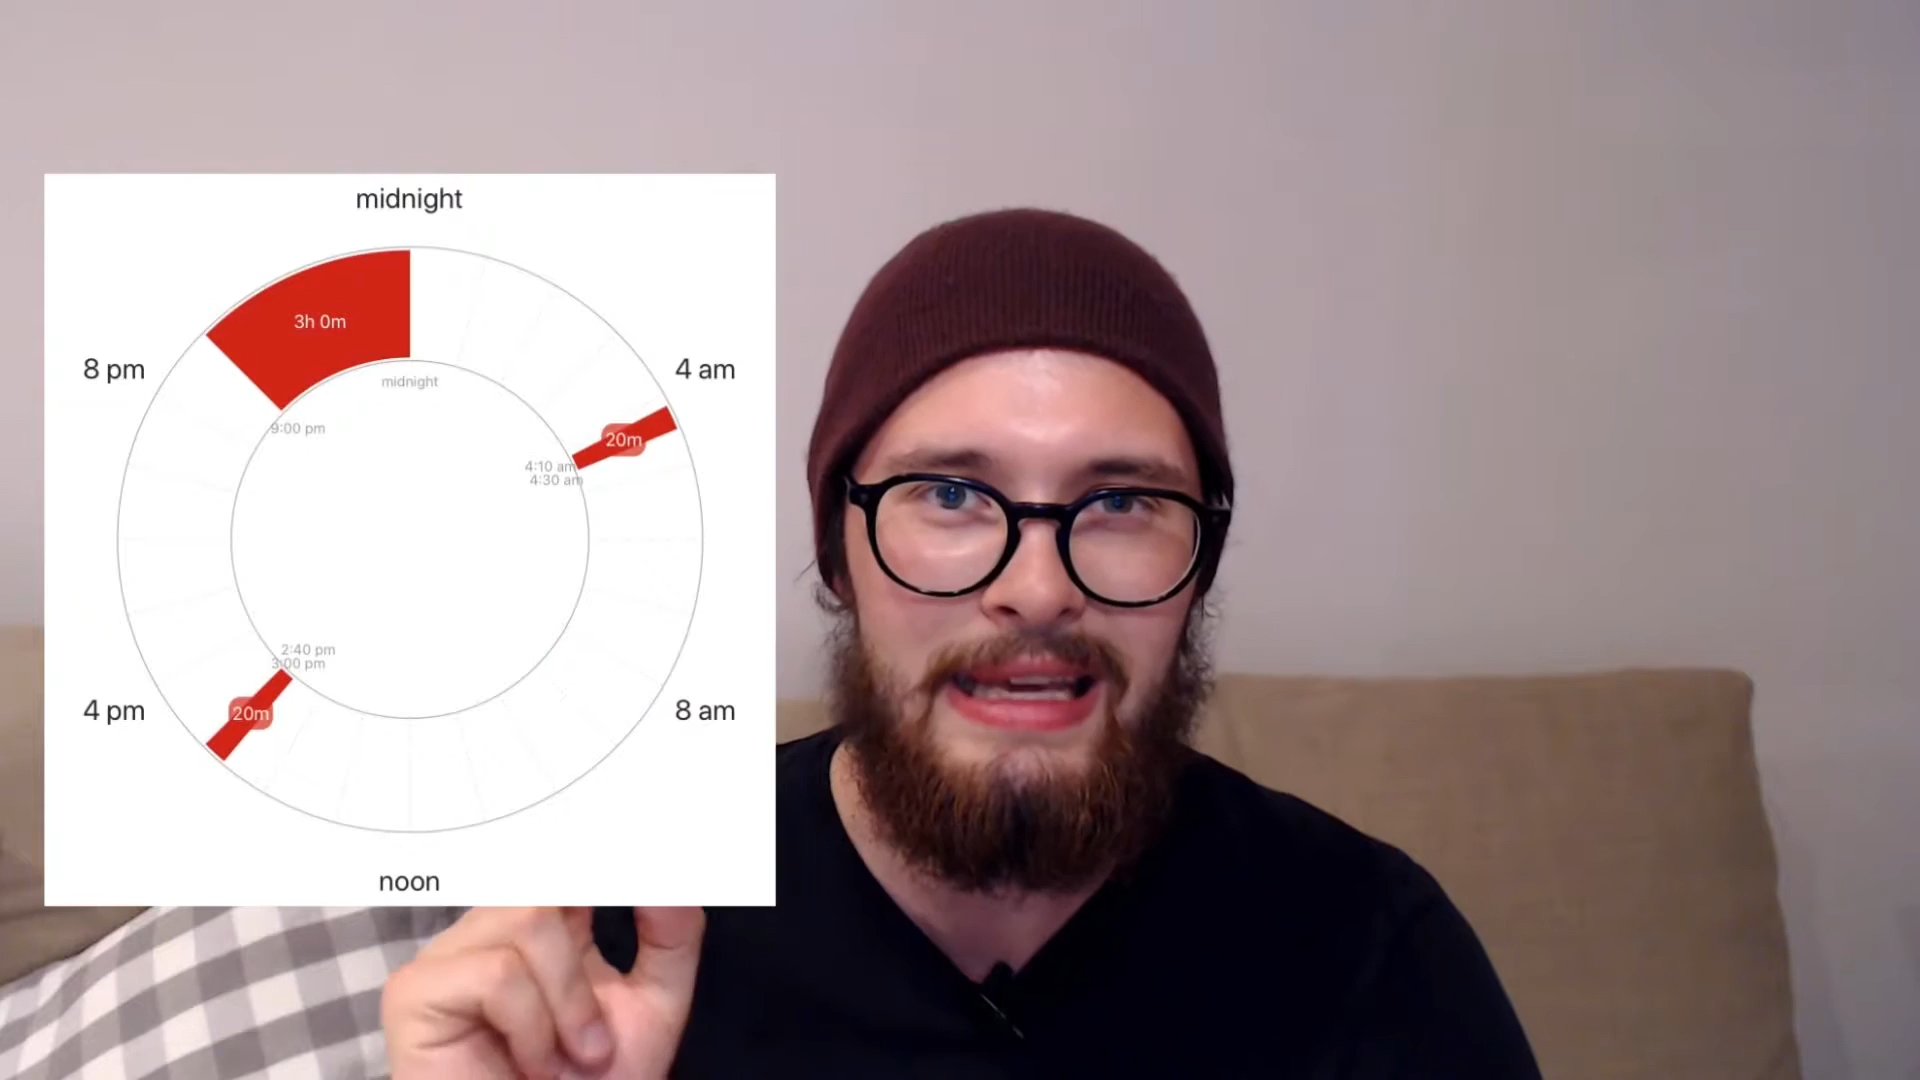 midnight
3h 0m
8 pm
4 am
midnight
9:00 pm
20m
4:10 am
4:30 am
2:40 pm
3:00 pm
20m
4 pm
8 am
noon